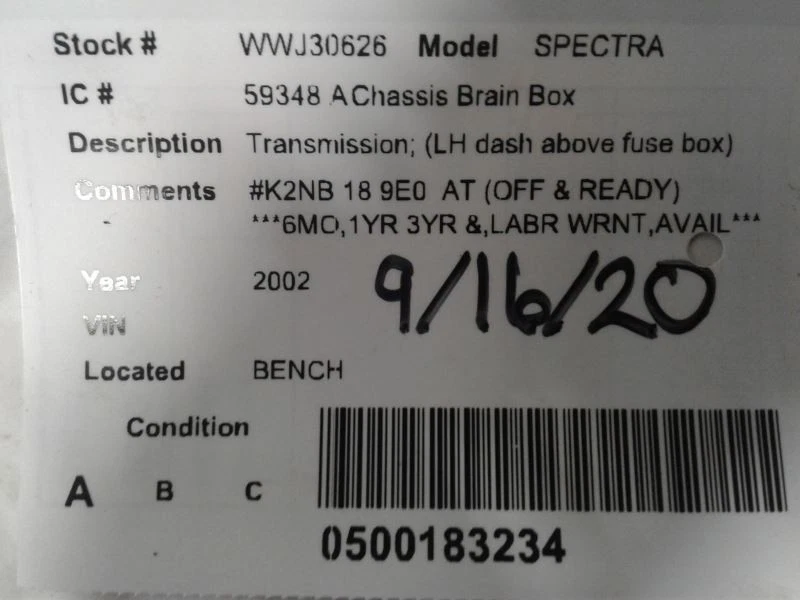 Stock # WWJ30626 Model SPECTRA
IC # 59348 A Chassis Brain Box
Description Transmission; (LH dash above fuse box)
Comments #K2NB 18 9E0 AT (OFF & READY)
***6MO,1YR 3YR &,LABR WRNT,AVAIL***
Year 2002 9/16/20
VIN
Located BENCH
Condition
A B C
0500183234